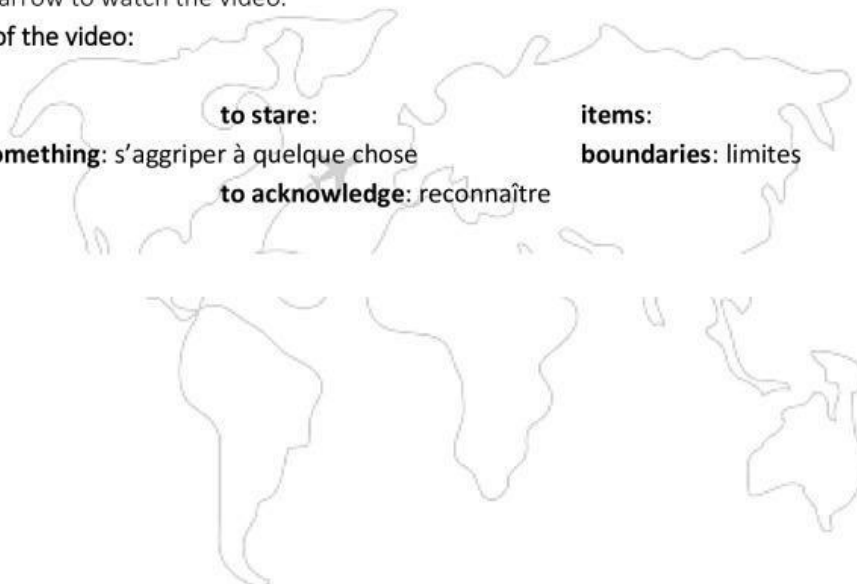 arrow to watch the video.
of the video:
to stare: items:
omething: s’aggriper à quelque chose boundaries: limites
to acknowledge: reconnaître